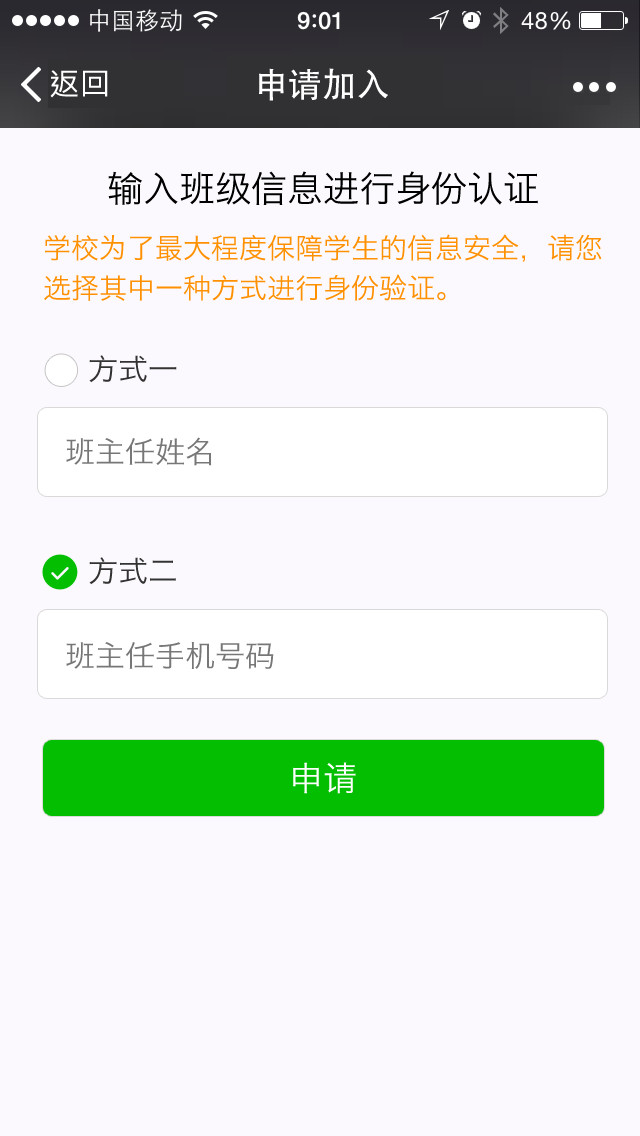 中国移动 9:01 48%
返回 申请加入
输入班级信息进行身份认证
学校为了最大程度保障学生的信息安全，请您
选择其中一种方式进行身份验证。
方式一
班主任姓名
方式二
班主任手机号码
申请